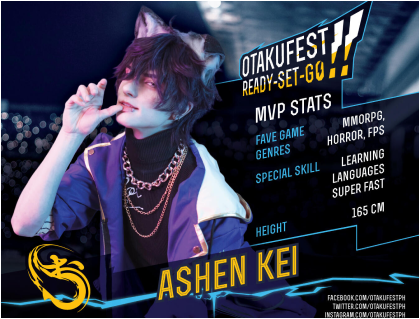 OTAKUFEST
READY-SET-GO!!
MVP STATS
FAVE GAME
GENRES
MMORPG,
HORROR, FPS
SPECIAL SKILL
LEARNING
LANGUAGES
SUPER FAST
HEIGHT
165 CM
ASHEN KEI
FACEBOOK.COM/OTAKUFESTPH
TWITTER.COM/OTAKUFESTPH
INSTAGRAM.COM/OTAKUFESTPH